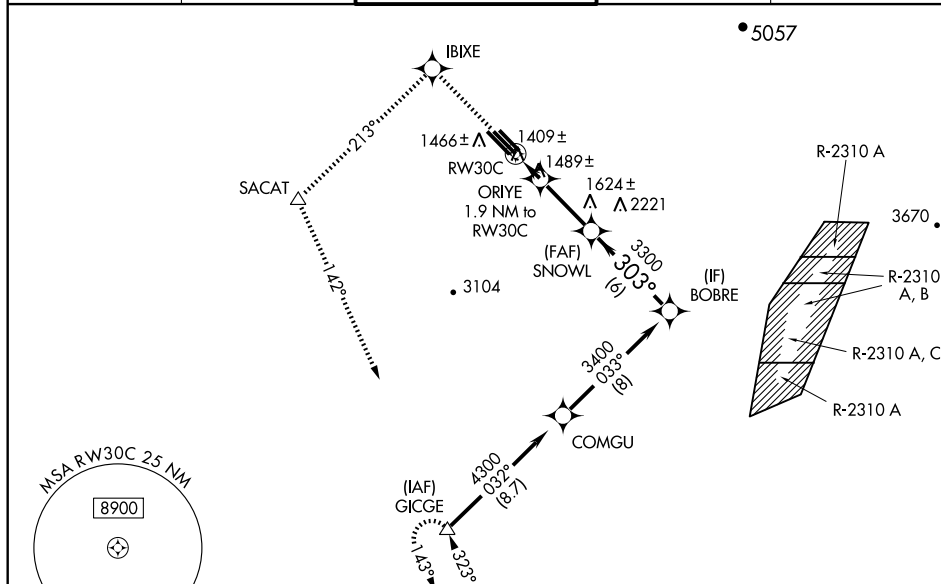 5057
IBIXE
213°
1466 ±
1409 ±
RW30C
1489 ±
R-2310 A
SACAT
ORIYE
1.9 NM to
RW30C
1624 ±
2221
3670
(FAF)
SNOWL
3300
303°
(6)
(IF)
BOBRE
R-2310
A, B
142°
3104
R-2310 A, C
3400
033°
(8)
R-2310 A
COMGU
MSA RW30C 25 NM
8900
(IAF)
GICGE
4300
032°
(8.7)
143°
323°